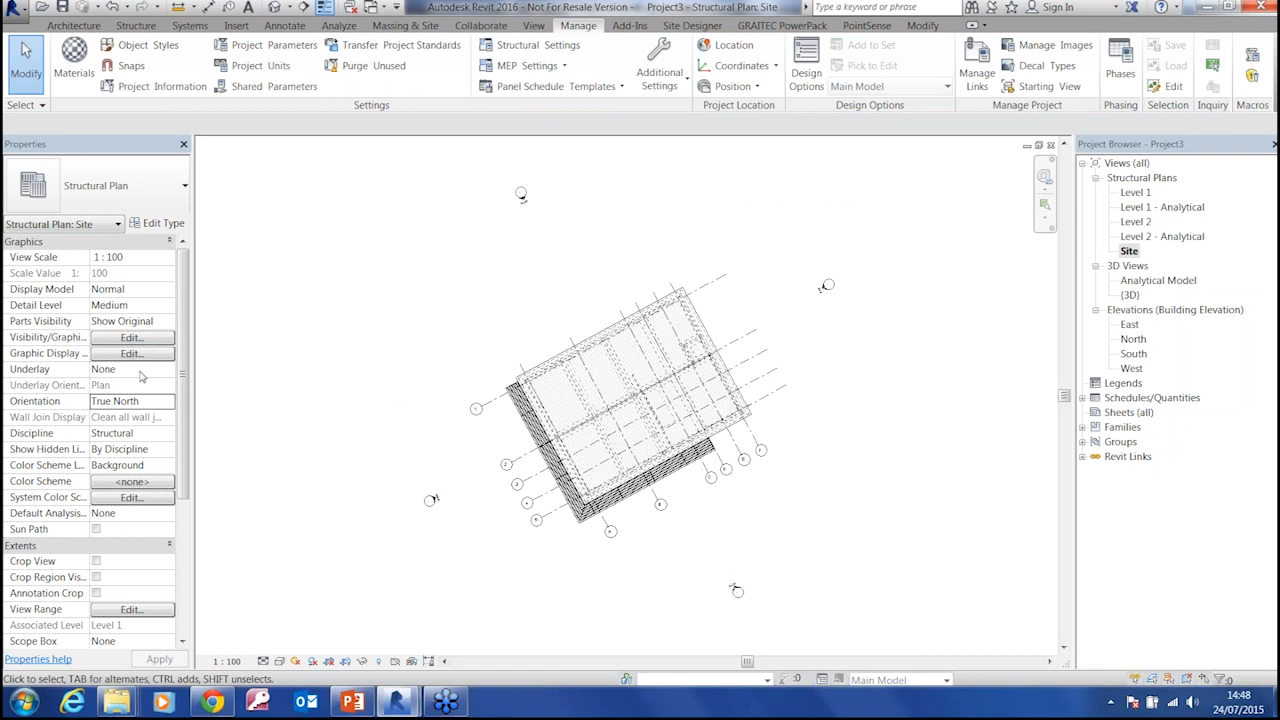 Autodesk Revit 2016 - Not For Resale Version - Project3 - Structural Plan: Site
Type a keyword or phrase
Sign In
Architecture Structure Systems Insert Annotate Analyze Massing & Site Collaborate View Manage Add-Ins Site Designer GRAITEC PowerPack PointSense Modify
Modify
Materials
Object Styles
Snaps
Project Information
Project Parameters
Project Units
Shared Parameters
Transfer Project Standards
Purge Unused
Structural Settings
MEP Settings
Panel Schedule Templates
Additional Settings
Location
Coordinates
Position
Design Options
Add to Set
Pick to Edit
Main Model
Manage Links
Manage Images
Decal Types
Starting View
Phases
Save
Load
Edit
Select
Settings
Project Location
Design Options
Manage Project
Phasing
Selection
Inquiry
Macros
Properties
Structural Plan
Structural Plan: Site
Edit Type
Graphics
View Scale 1 : 100
Scale Value 1: 100
Display Model Normal
Detail Level Medium
Parts Visibility Show Original
Visibility/Graphi... Edit...
Graphic Display ... Edit...
Underlay None
Underlay Orient... Plan
Orientation True North
Wall Join Display Clean all wall j...
Discipline Structural
Show Hidden Li... By Discipline
Color Scheme L... Background
Color Scheme <none>
System Color Sc... Edit...
Default Analysis... None
Sun Path
Extents
Crop View
Crop Region Vis...
Annotation Crop
View Range Edit...
Associated Level Level 1
Scope Box None
Properties help
Apply
1 : 100
Project Browser - Project3
Views (all)
Structural Plans
Level 1
Level 1 - Analytical
Level 2
Level 2 - Analytical
Site
3D Views
Analytical Model
{3D}
Elevations (Building Elevation)
East
North
South
West
Legends
Schedules/Quantities
Sheets (all)
Families
Groups
Revit Links
Click to select, TAB for alternates, CTRL adds, SHIFT unselects.
:0
Main Model
:0
14:48
24/07/2015